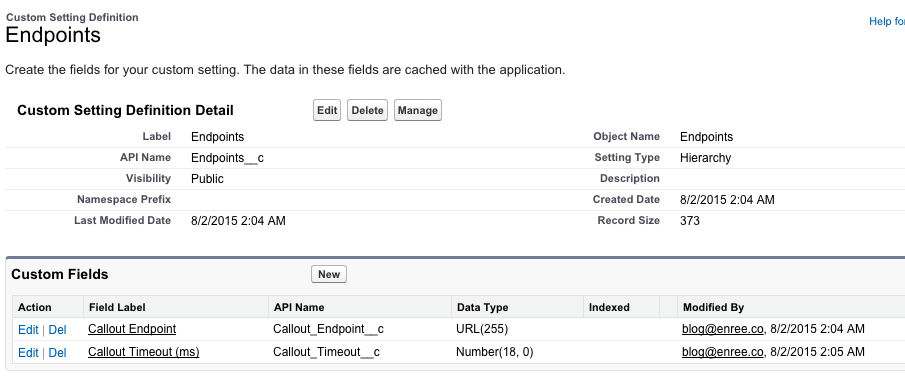 Custom Setting Definition
Endpoints
Help for
Create the fields for your custom setting. The data in these fields are cached with the application.
Custom Setting Definition Detail Edit Delete Manage
Label Endpoints Object Name Endpoints
API Name Endpoints__c Setting Type Hierarchy
Visibility Public Description
Namespace Prefix Created Date 8/2/2015 2:04 AM
Last Modified Date 8/2/2015 2:04 AM Record Size 373
Custom Fields New
Action Field Label API Name Data Type Indexed Modified By
Edit | Del Callout Endpoint Callout_Endpoint__c URL(255) blog@enree.co, 8/2/2015 2:04 AM
Edit | Del Callout Timeout (ms) Callout_Timeout__c Number(18, 0) blog@enree.co, 8/2/2015 2:05 AM